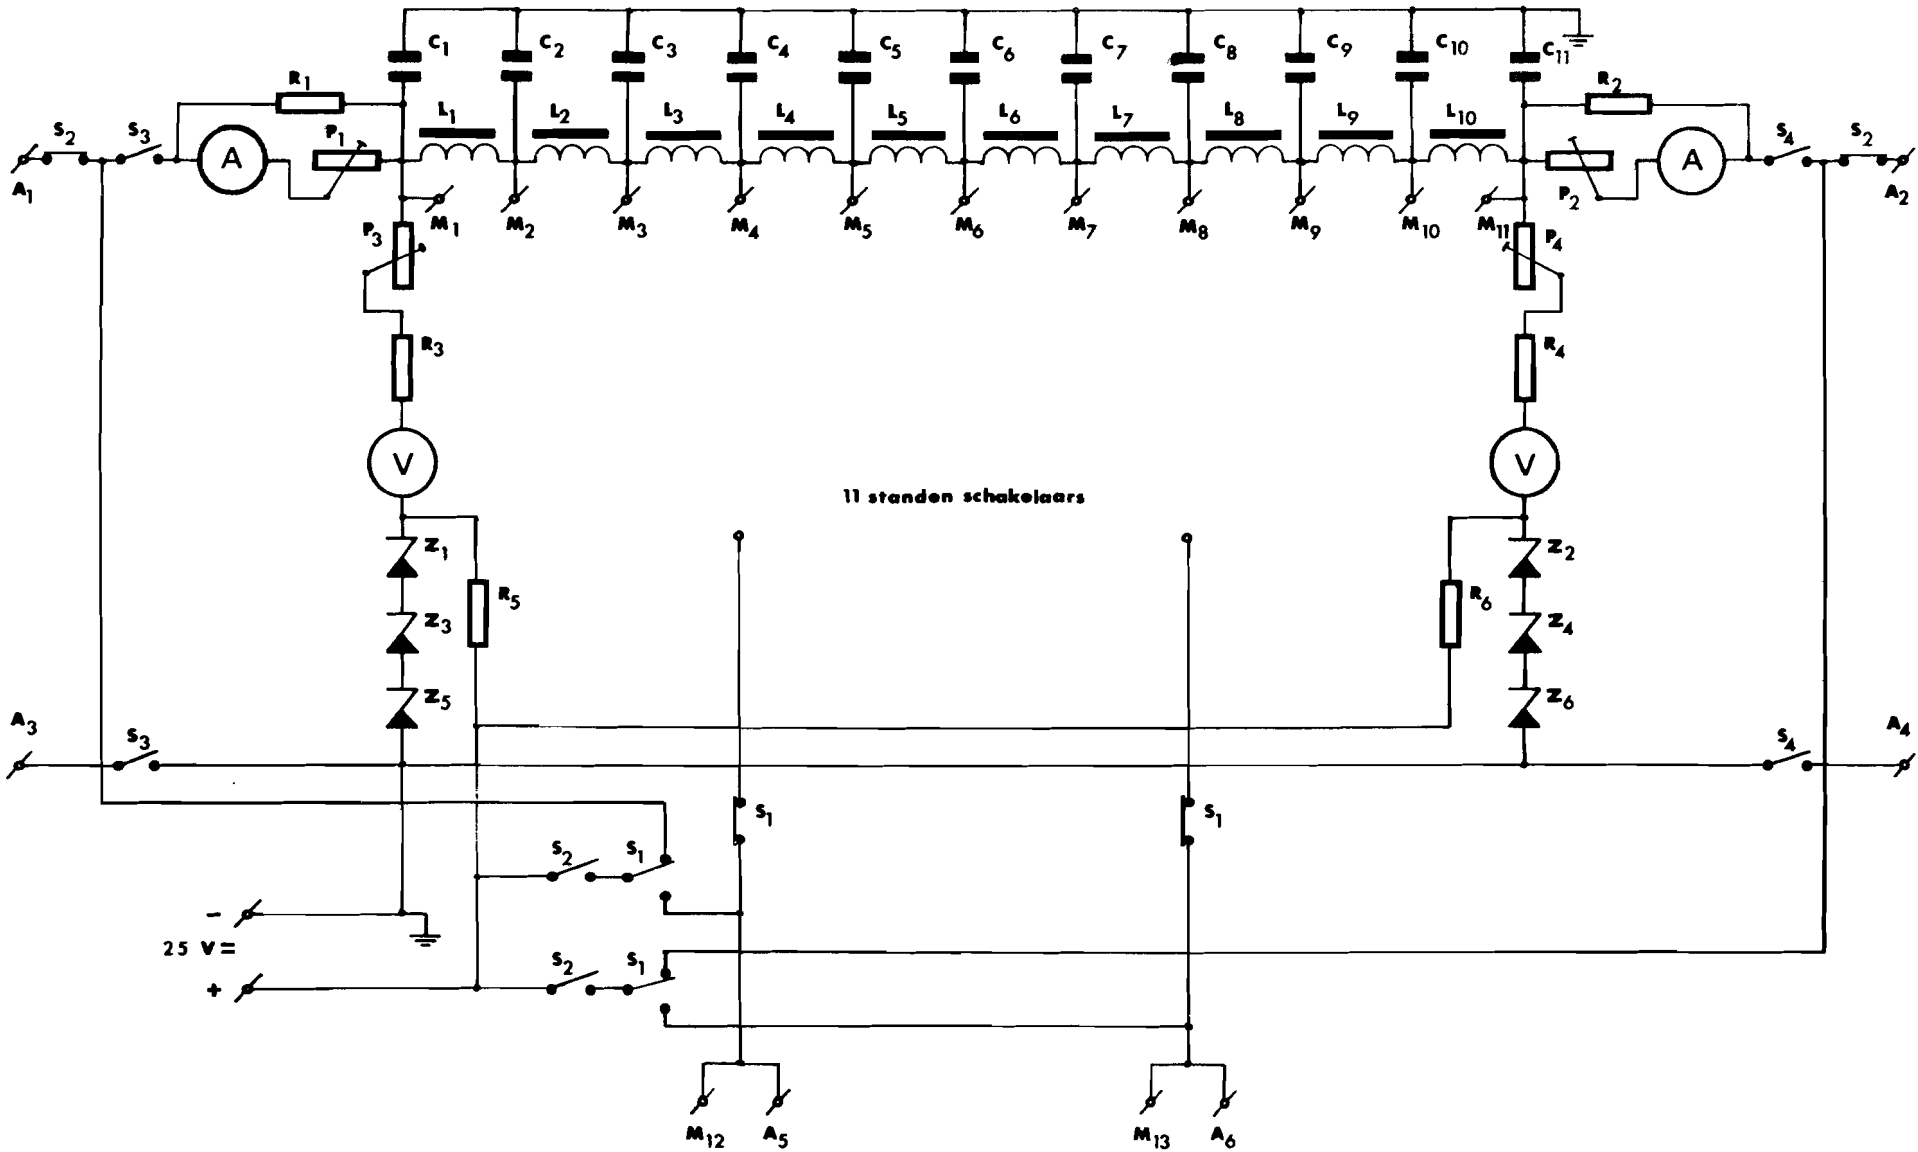 C1 C2 C3 C4 C5 C6 C7 C8 C9 C10 C11
R1 R2
L1 L2 L3 L4 L5 L6 L7 L8 L9 L10
S2 S3 A P1 P2 A S4 S2
A1 A2
M1 M2 M3 M4 M5 M6 M7 M8 M9 M10 M11
P3 P4
R3 R4
V V
11 standen schakelaars
Z1 Z2
R5 R6
Z3 Z4
Z5 Z6
A3 A4
S3 S4
S1 S1
S2 S1
-
25 V=
S2 S1
+
M12 A5 M13 A6